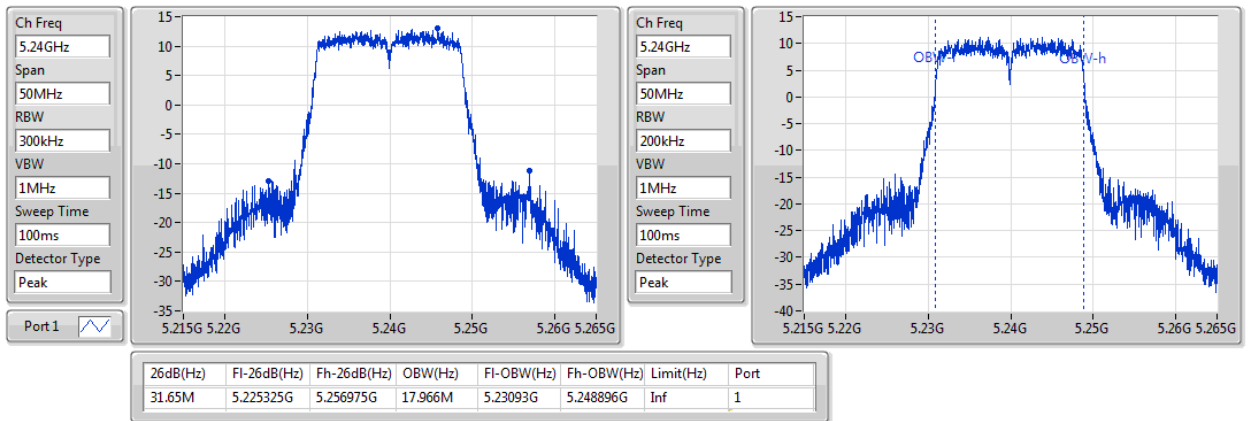 Ch Freq
5.24GHz
Span
50MHz
RBW
300kHz
VBW
1MHz
Sweep Time
100ms
Detector Type
Peak
Port 1
15
10
5
0
-5
-10
-15
-20
-25
-30
-35
5.215G 5.22G 5.23G 5.24G 5.25G 5.26G 5.265G
Ch Freq
5.24GHz
Span
50MHz
RBW
200kHz
VBW
1MHz
Sweep Time
100ms
Detector Type
Peak
15
10
5
0
-5
-10
-15
-20
-25
-30
-35
-40
OBW-l OBW-h
5.215G 5.22G 5.23G 5.24G 5.25G 5.26G 5.265G
26dB(Hz) Fl-26dB(Hz) Fh-26dB(Hz) OBW(Hz) Fl-OBW(Hz) Fh-OBW(Hz) Limit(Hz) Port
31.65M 5.225325G 5.256975G 17.966M 5.23093G 5.248896G Inf 1